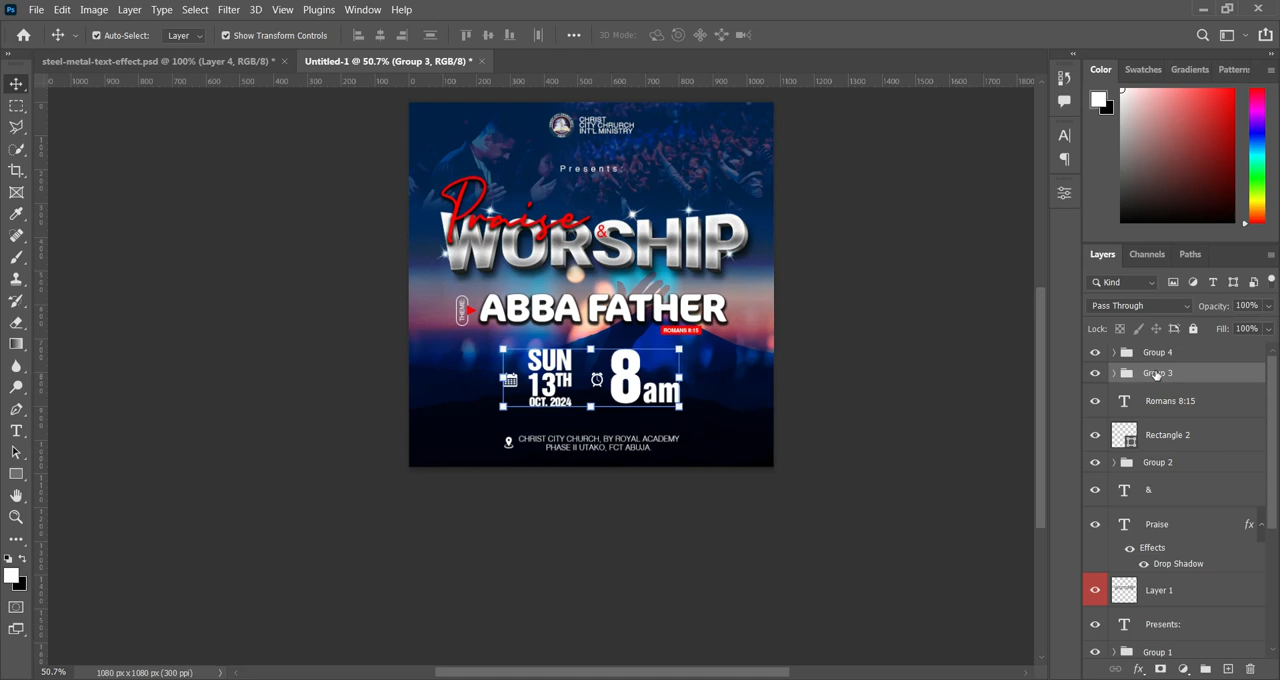 Ps File Edit Image Layer Type Select Filter 3D View Plugins Window Help
Auto-Select: Layer Show Transform Controls 3D Mode:
steel-metal-text-effect.psd @ 100% (Layer 4, RGB/8) * × Untitled-1 @ 50.7% (Group 3, RGB/8) * ×
CHRIST
CITY CHRURCH
INT'L MINISTRY
Presents:
Praise
&
WORSHIP
THEME
ABBA FATHER
ROMANS 8:15
SUN
13TH
OCT. 2024
8am
CHRIST CITY CHURCH, BY ROYAL ACADEMY
PHASE II UTAKO, FCT ABUJA.
50.7% 1080 px x 1080 px (300 ppi)
Color Swatches Gradients Patterns
Layers Channels Paths
Kind
Pass Through Opacity: 100%
Lock: Fill: 100%
Group 4
Group 3
Romans 8:15
Rectangle 2
Group 2
&
Praise fx
Effects
Drop Shadow
Layer 1
Presents:
Group 1